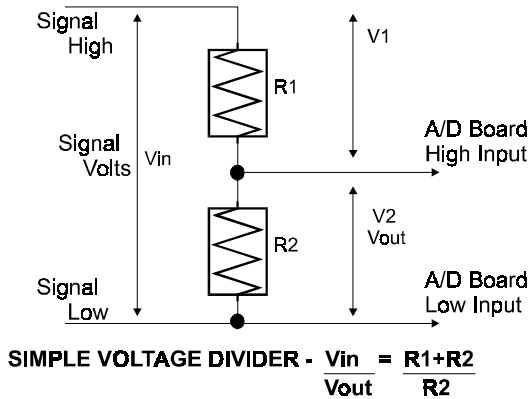 Signal
High
V1
R1
A/D Board
High Input
Signal
Volts
Vin
V2
Vout
R2
A/D Board
Low Input
Signal
Low
SIMPLE VOLTAGE DIVIDER - Vin = R1+R2
Vout R2